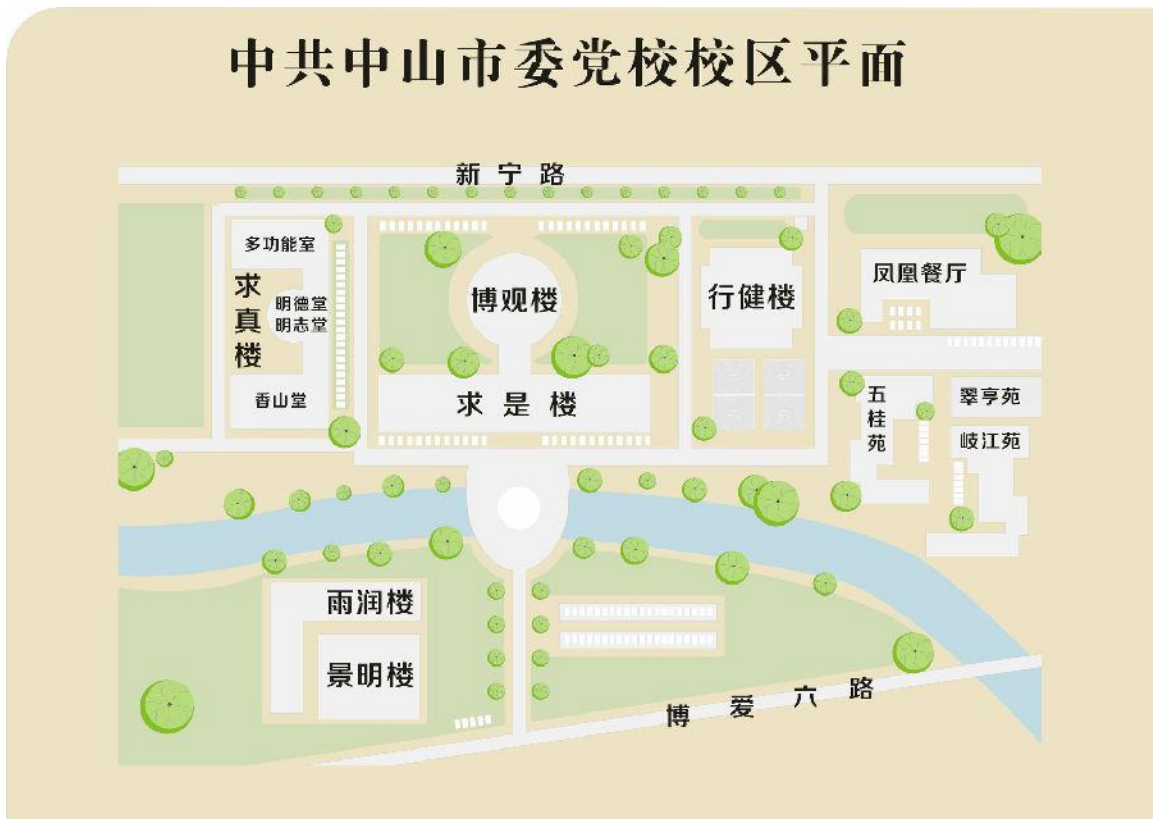 中共中山市委党校校区平面
新宁路
多功能室
求真楼
明德堂
明志堂
香山堂
博观楼
求是楼
行健楼
凤凰餐厅
五桂苑
翠亨苑
岐江苑
雨润楼
景明楼
博爱六路